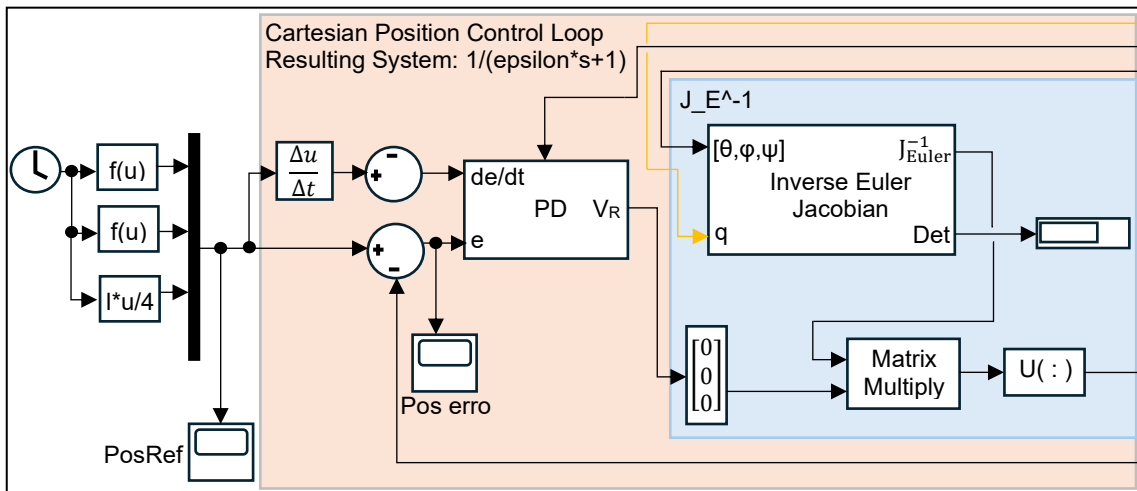 Cartesian Position Control Loop
Resulting System: 1/(epsilon*s+1)
J_E^-1
f(u)
f(u)
l*u/4
Δu
Δt
-
+
+
-
de/dt
PD
V_R
e
[θ,φ,ψ]
J_Euler^-1
Inverse Euler
Jacobian
q
Det
[0
0
0]
Matrix
Multiply
U( : )
Pos erro
PosRef